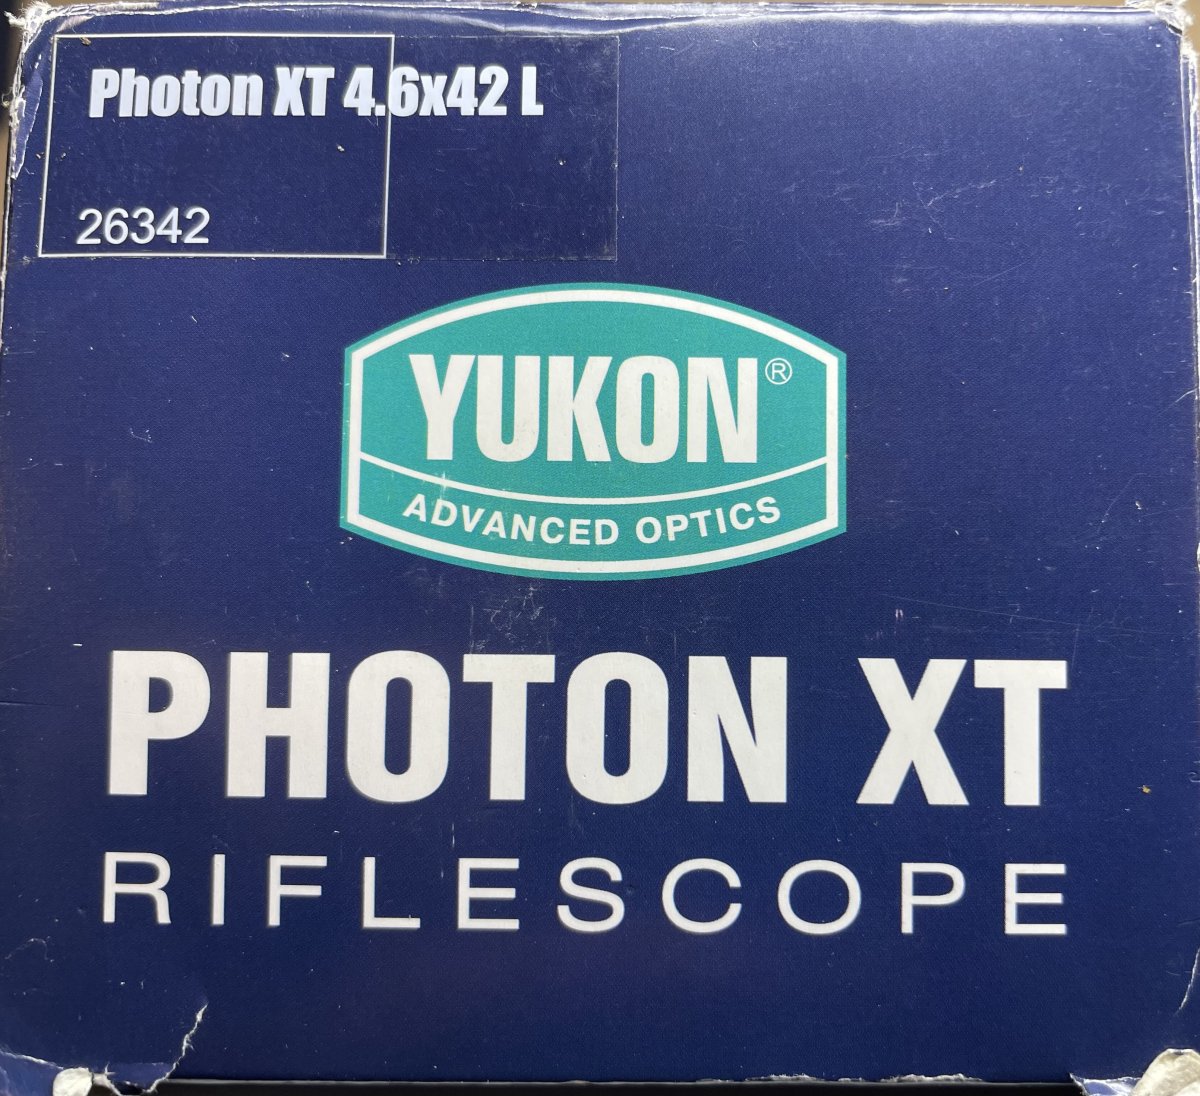 Photon XT 4.6x42 L
26342
YUKON®
ADVANCED OPTICS
PHOTON XT
RIFLESCOPE